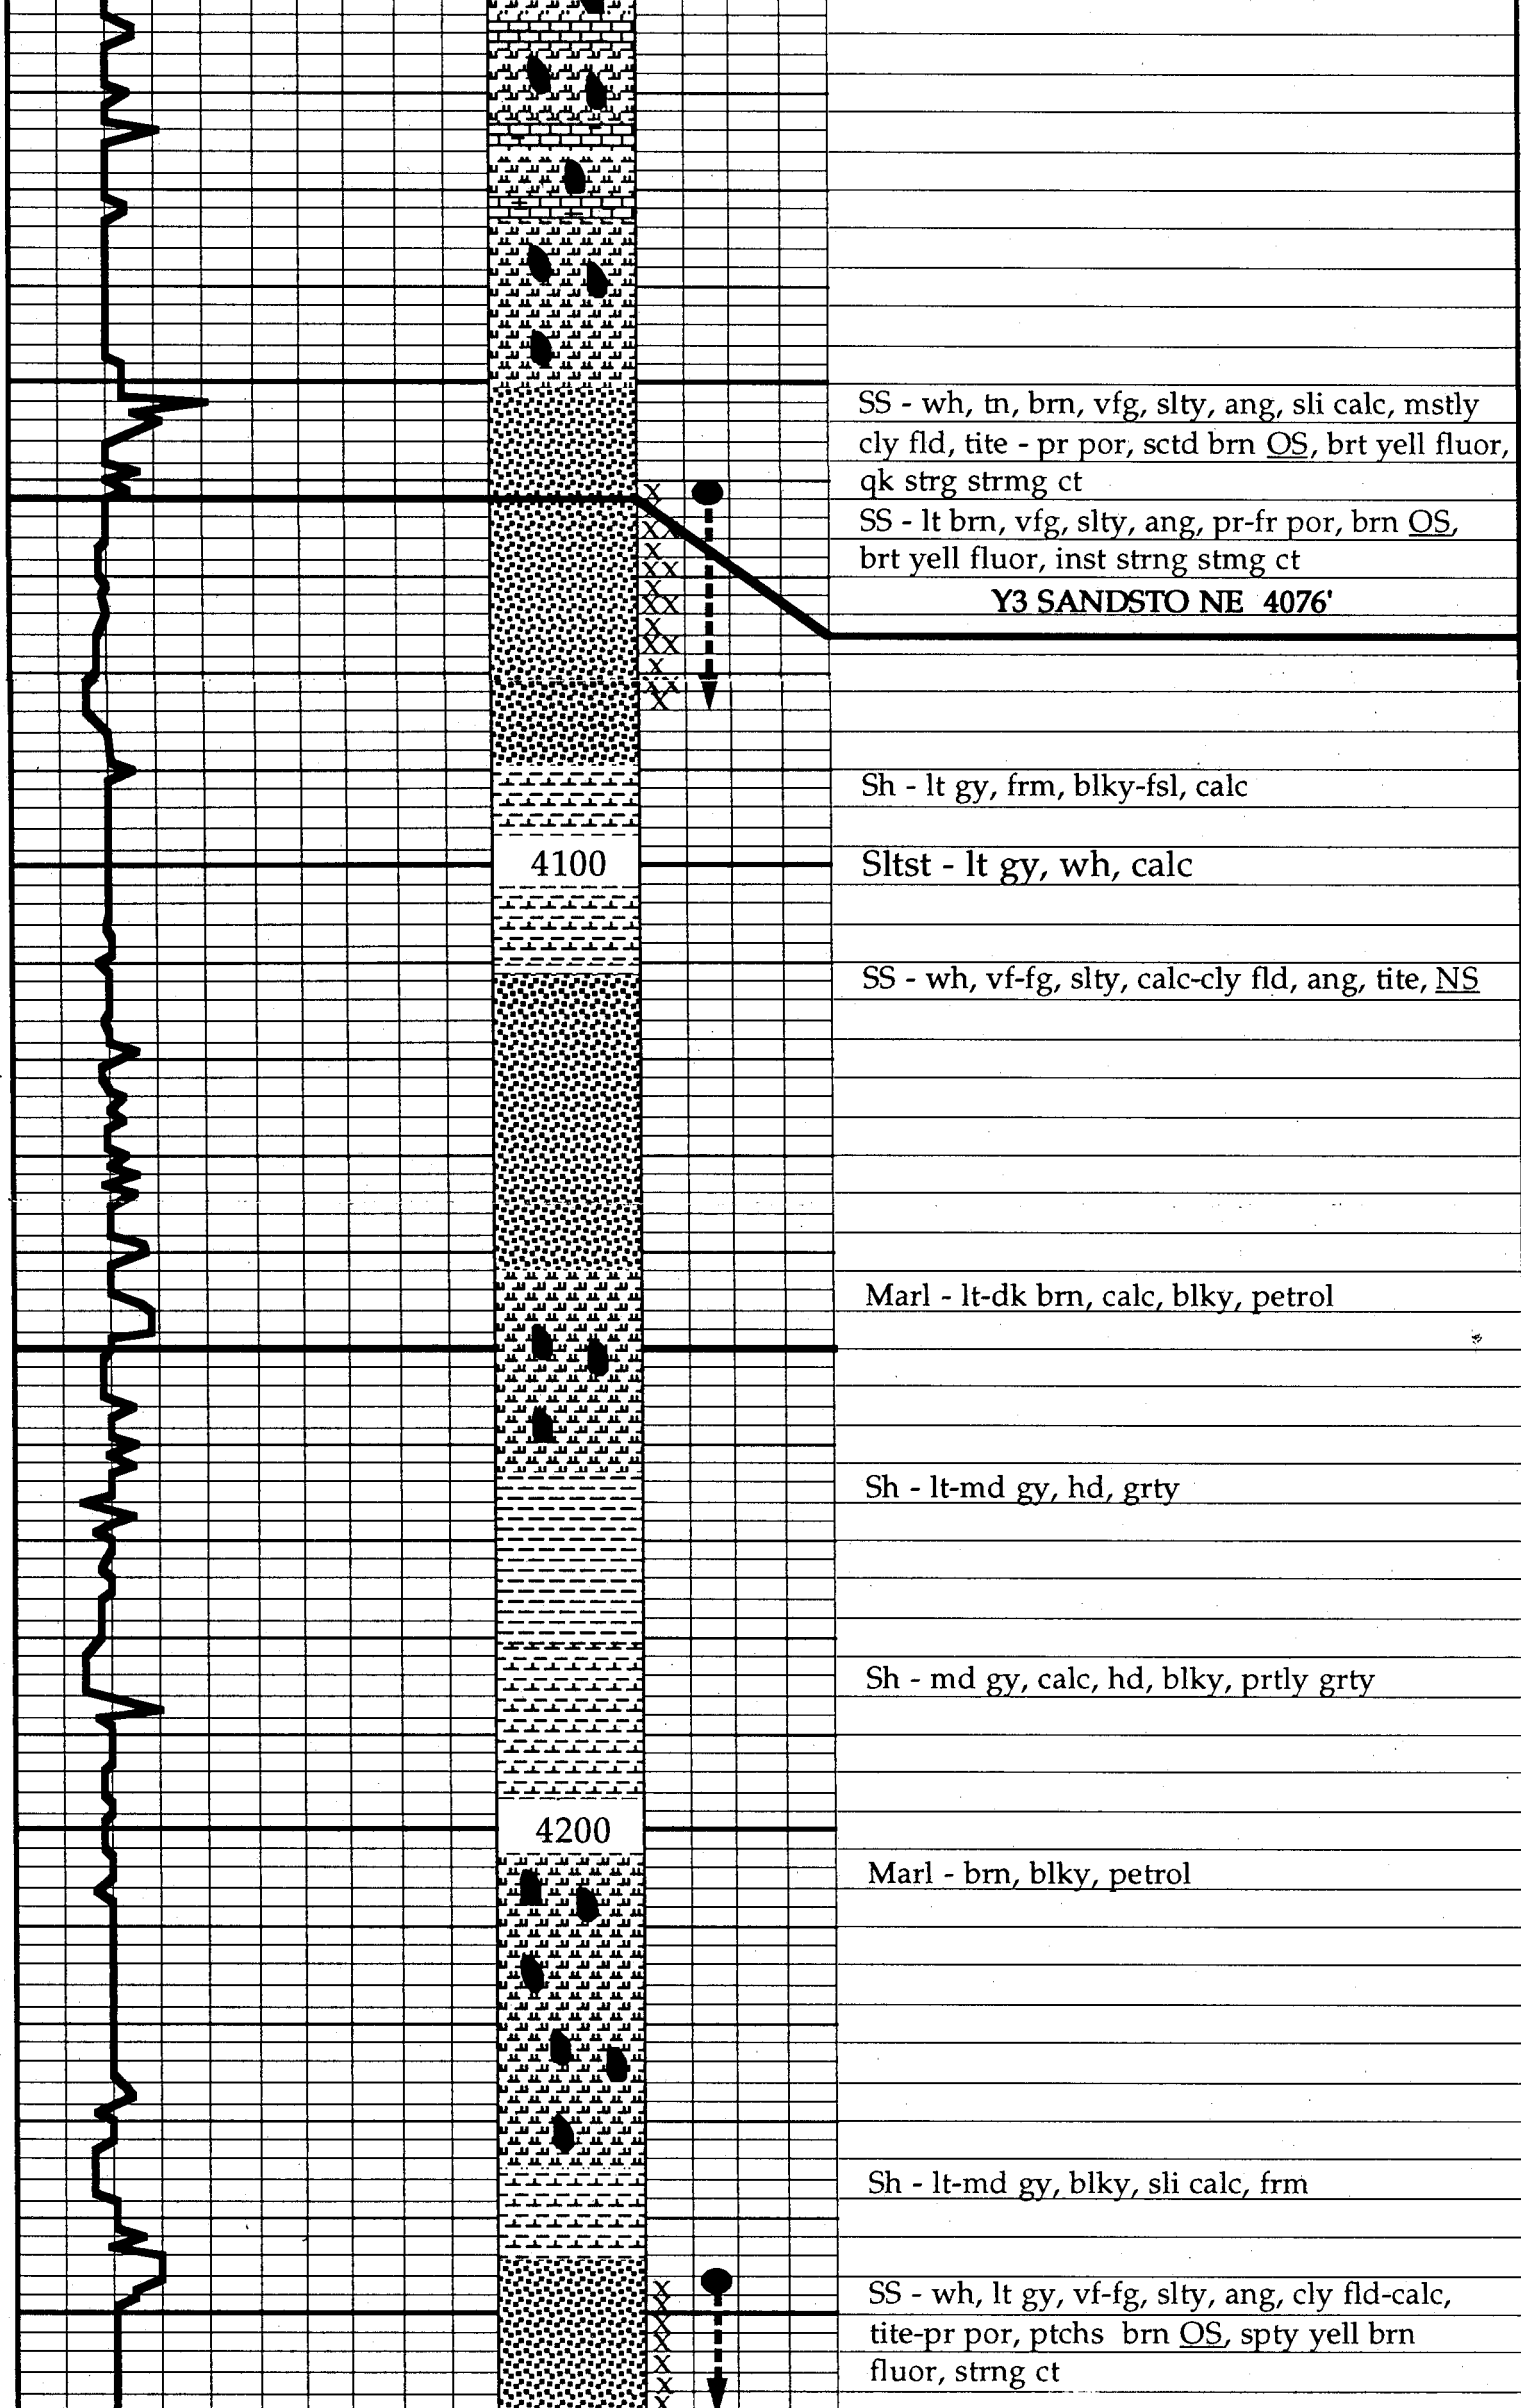 SS - wh, tn, brn, vfg, slty, ang, sli calc, mstly
cly fld, tite - pr por, sctd brn OS, brt yell fluor,
qk strg strmg ct
SS - lt brn, vfg, slty, ang, pr-fr por, brn OS,
brt yell fluor, inst strng stmg ct
Y3 SANDSTO NE 4076'
X
XX
X
XX
X
XX
X
XX
X
XX
X
Sh - lt gy, frm, blky-fsl, calc
4100
Sltst - lt gy, wh, calc
SS - wh, vf-fg, slty, calc-cly fld, ang, tite, NS
Marl - lt-dk brn, calc, blky, petrol
Sh - lt-md gy, hd, grty
Sh - md gy, calc, hd, blky, prtly grty
4200
Marl - brn, blky, petrol
Sh - lt-md gy, blky, sli calc, frm
SS - wh, lt gy, vf-fg, slty, ang, cly fld-calc,
tite-pr por, ptchs brn OS, spty yell brn
fluor, strng ct
X
X
X
X
X
X
X